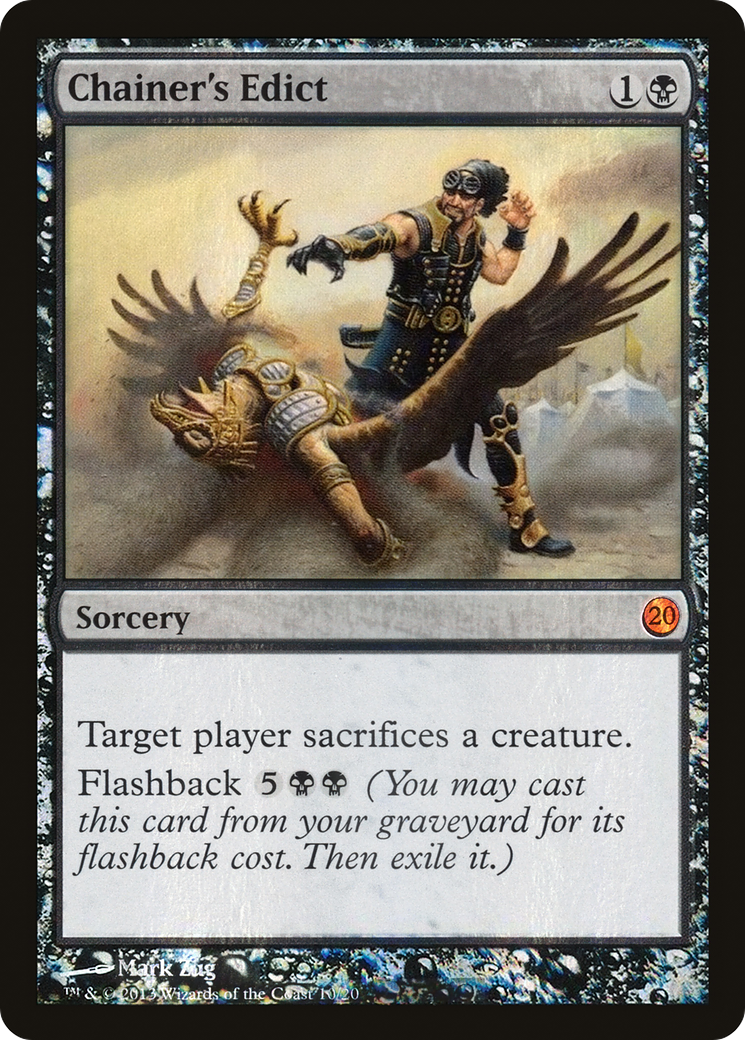 Chainer's Edict 1
Sorcery 20
Target player sacrifices a creature.
Flashback 5 (You may cast
this card from your graveyard for its
flashback cost. Then exile it.)
Mark Zug
™ & © 2013 Wizards of the Coast 10/20